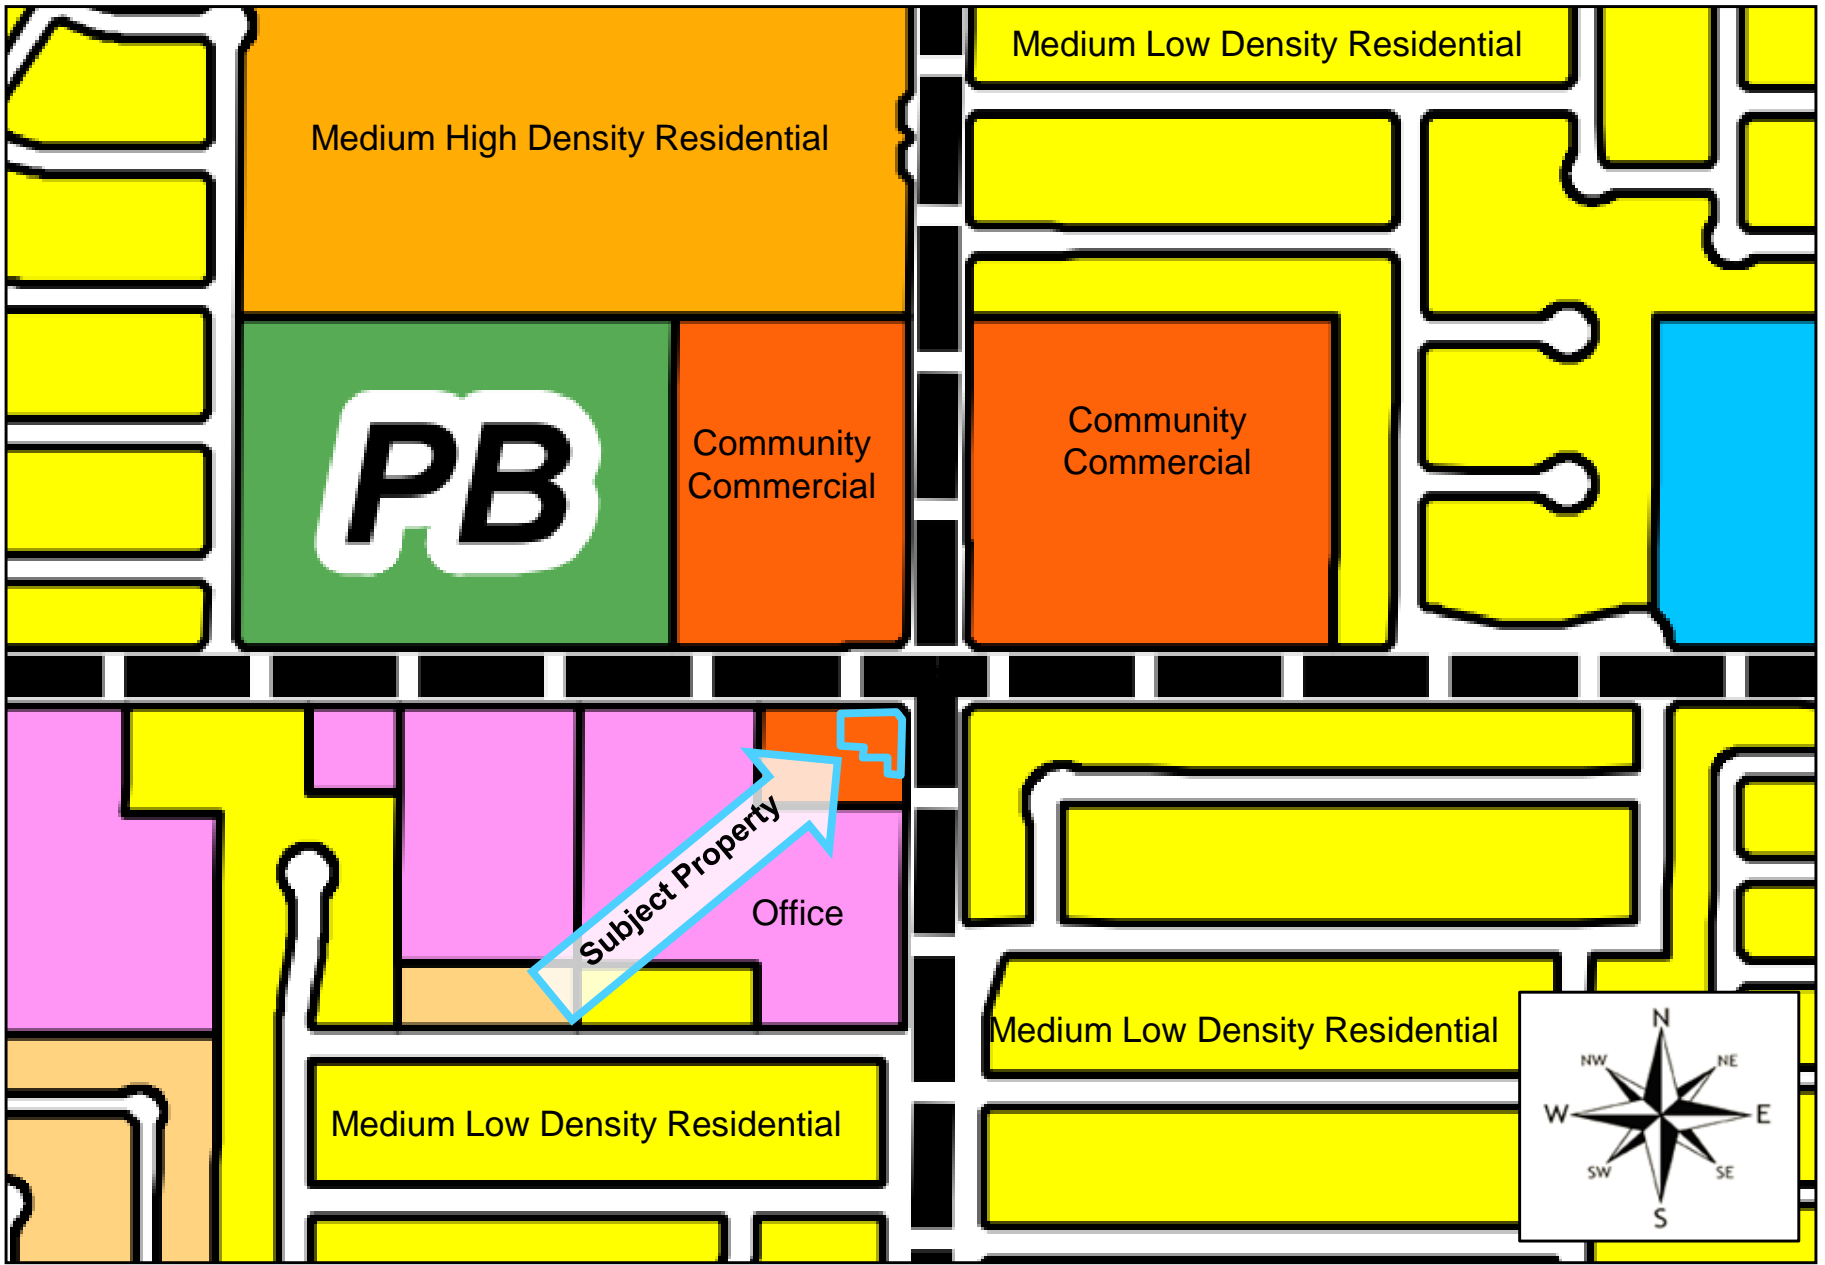 Medium Low Density Residential
Medium High Density Residential
PB
Community
Commercial
Community
Commercial
Subject Property
Office
Medium Low Density Residential
Medium Low Density Residential
N
NW
NE
W
E
SW
SE
S